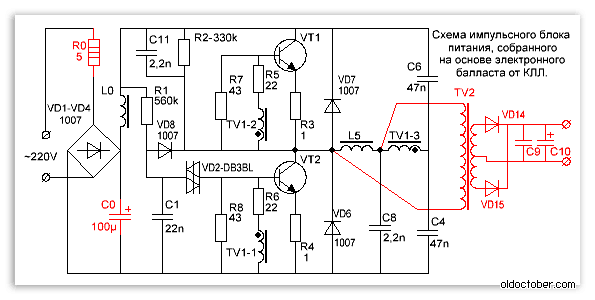 Схема импульсного блока
питания, собранного
на основе электронного
балласта от КЛЛ.
R0
5
C11
2,2n
R2-330k
VT1
R7
43
R5
22
VD7
1007
C6
47n
TV2
L0
R1
560k
VD1-VD4
1007
VD8
1007
TV1-2
R3
1
L5
TV1-3
VD14
C9
C10
~220V
VD2-DB3BL
VT2
VD15
C0
100µ
C1
22n
R8
43
R6
22
TV1-1
R4
1
VD6
1007
C8
2,2n
C4
47n
oldoctober.com